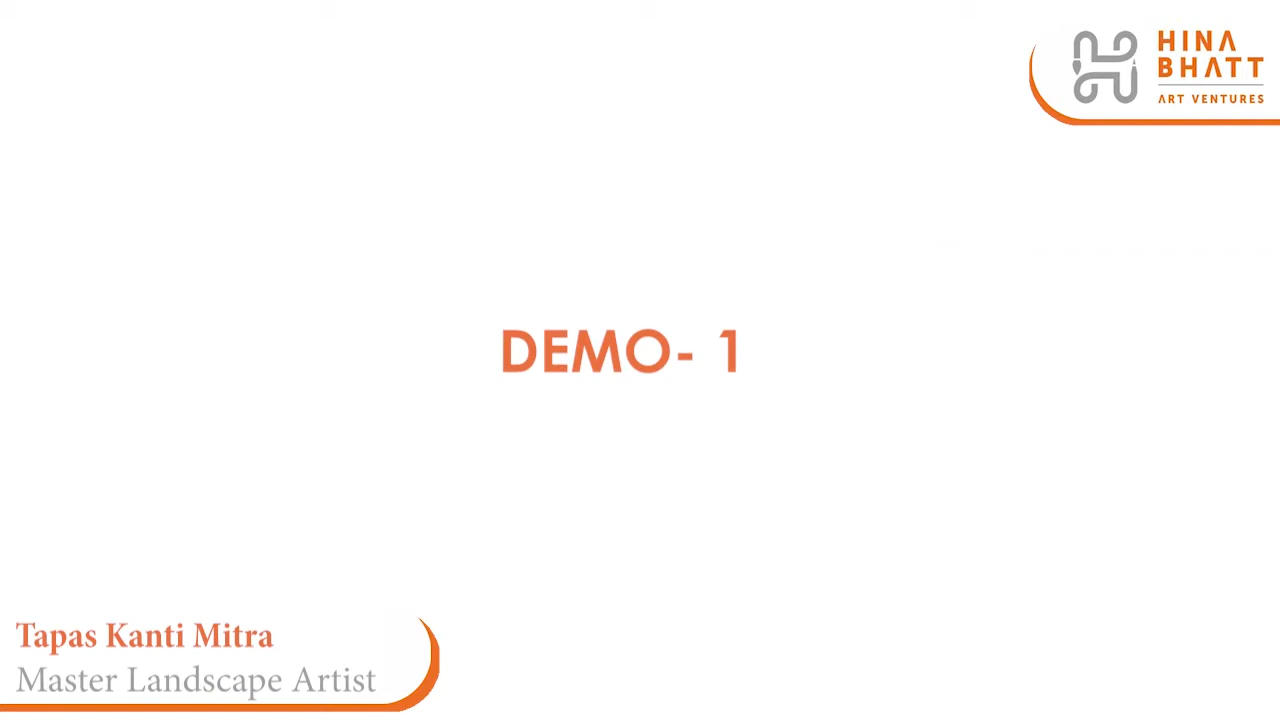 HINA
BHATT
ART VENTURES
DEMO- 1
Tapas Kanti Mitra
Master Landscape Artist